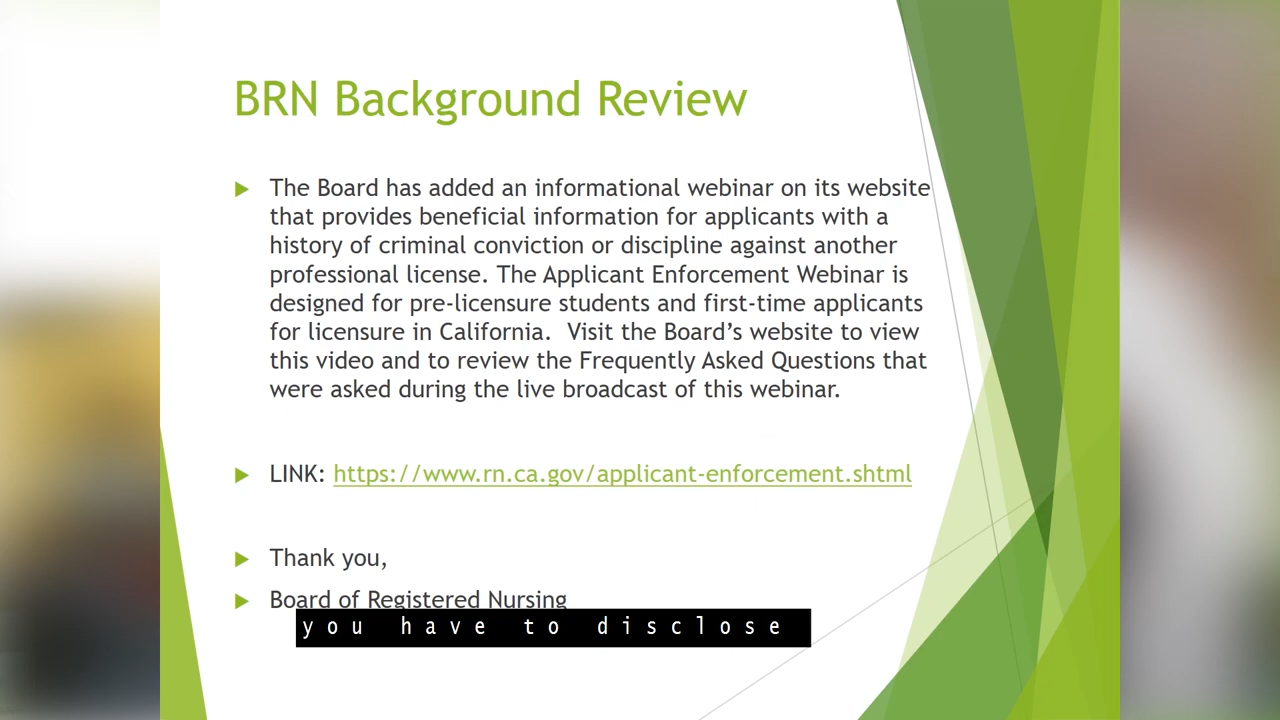 BRN Background Review
The Board has added an informational webinar on its website
that provides beneficial information for applicants with a
history of criminal conviction or discipline against another
professional license. The Applicant Enforcement Webinar is
designed for pre-licensure students and first-time applicants
for licensure in California.  Visit the Board's website to view
this video and to review the Frequently Asked Questions that
were asked during the live broadcast of this webinar.
LINK: https://www.rn.ca.gov/applicant-enforcement.shtml
Thank you,
Board of Registered Nursing
you have to disclose